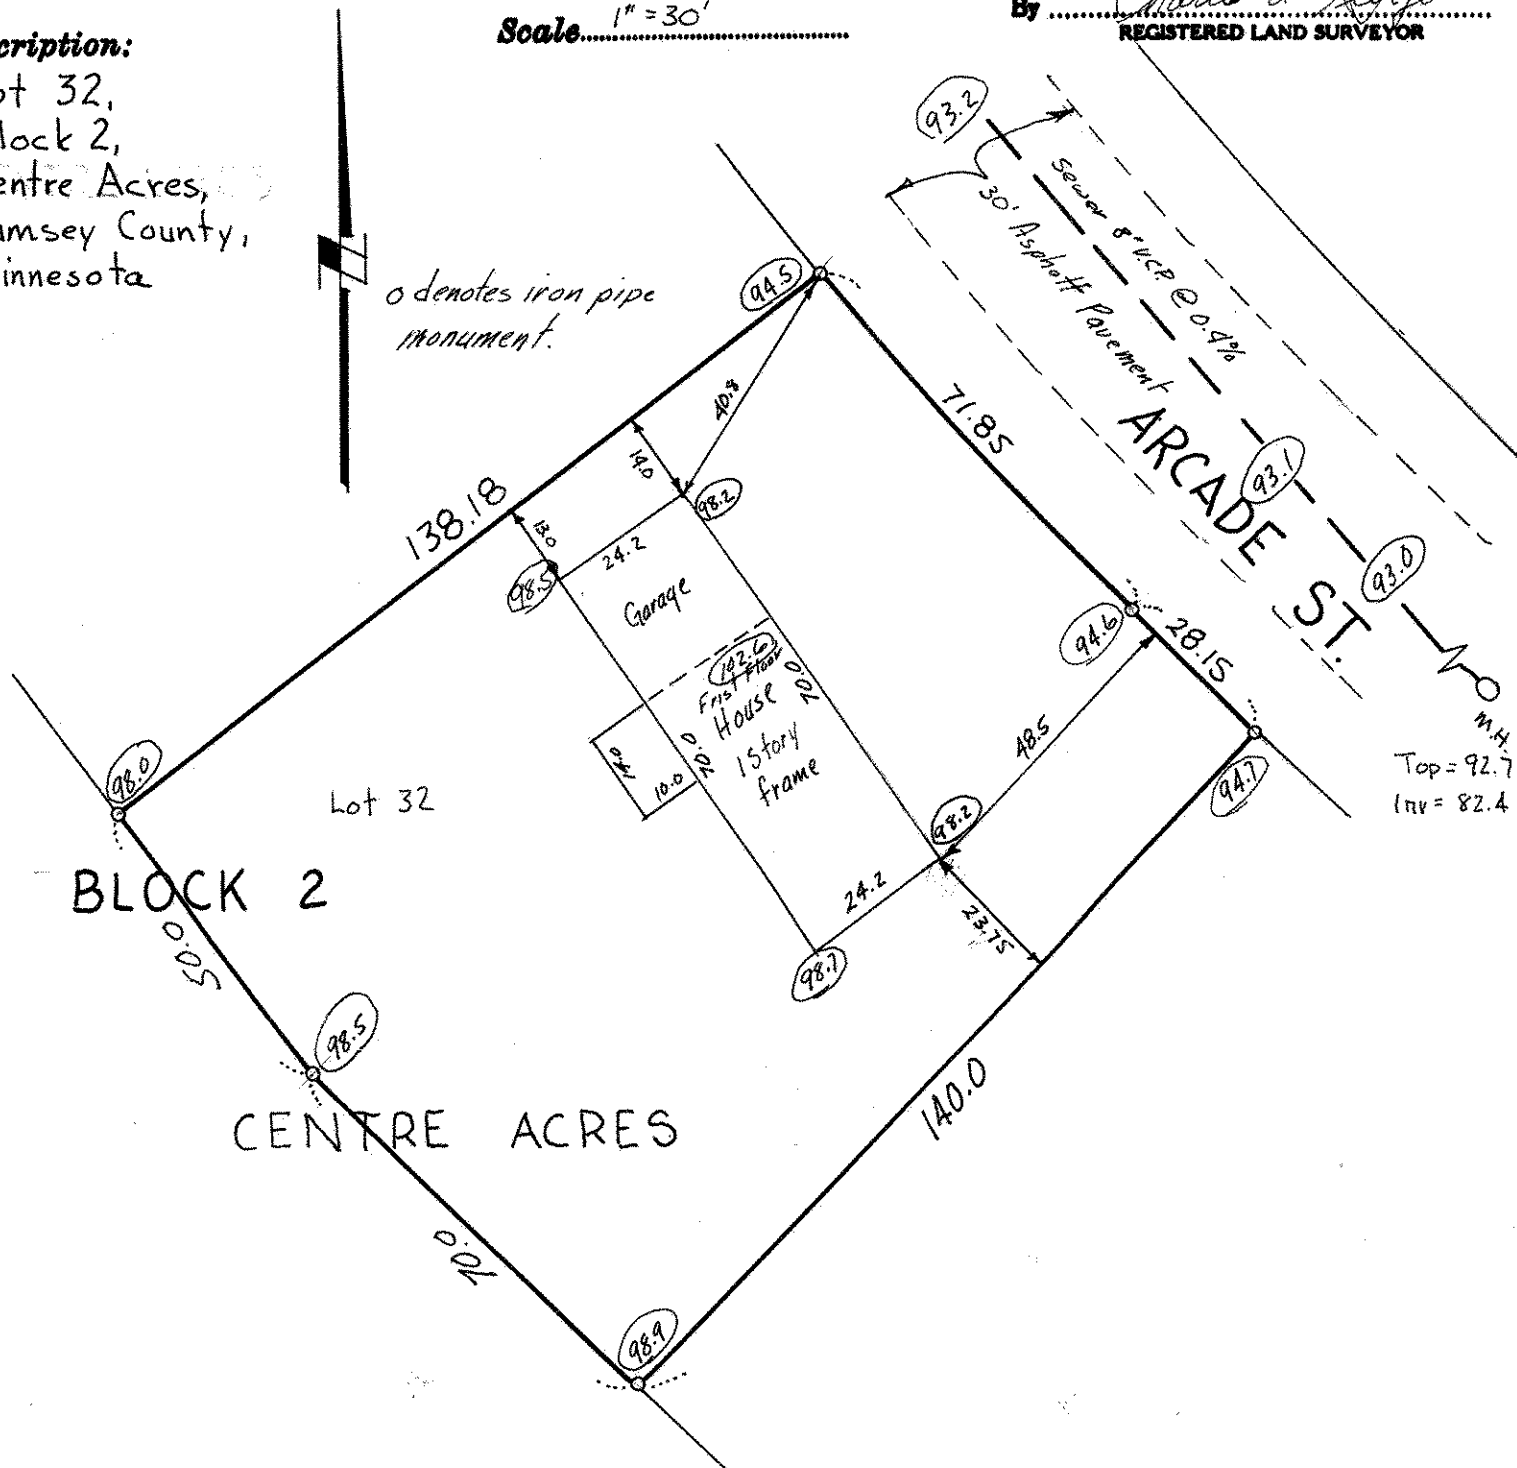 Scale 1" = 30'
By
REGISTERED LAND SURVEYOR
cription:
ot 32,
lock 2,
entre Acres,
amsey County,
innesota
o denotes iron pipe
monument.
93.2
Sewer 8" V.C.P. @ 0.4%
30' Asphalt Pavement
ARCADE ST.
93.1
93.0
M.H.
Top = 92.7
Inv = 82.4
94.5
40.8
71.85
14.0
138.18
13.0
98.2
24.2
98.5
Garage
94.6
28.15
102.6
Frist Floor
House
1 Story
frame
70.0
70.0
14.0
10.0
48.5
94.7
98.0
Lot 32
98.2
BLOCK 2
24.2
23.75
50.0
98.7
98.5
CENTRE ACRES
140.0
70.0
98.9